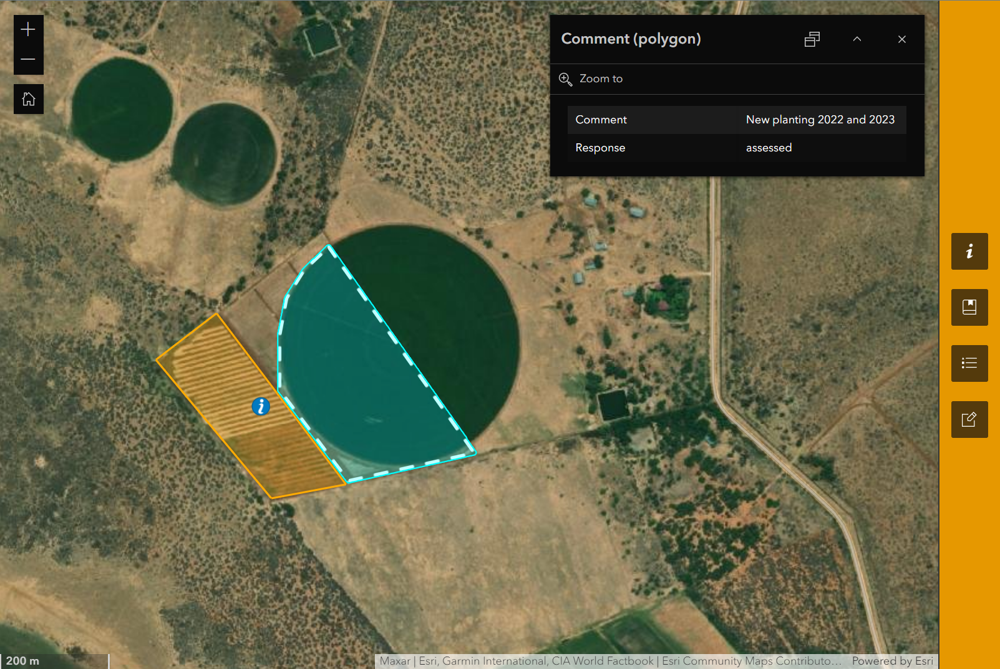 Comment (polygon)
Zoom to
Comment New planting 2022 and 2023
Response assessed
200 m
Maxar | Esri, Garmin International, CIA World Factbook | Esri Community Maps Contributo... Powered by Esri